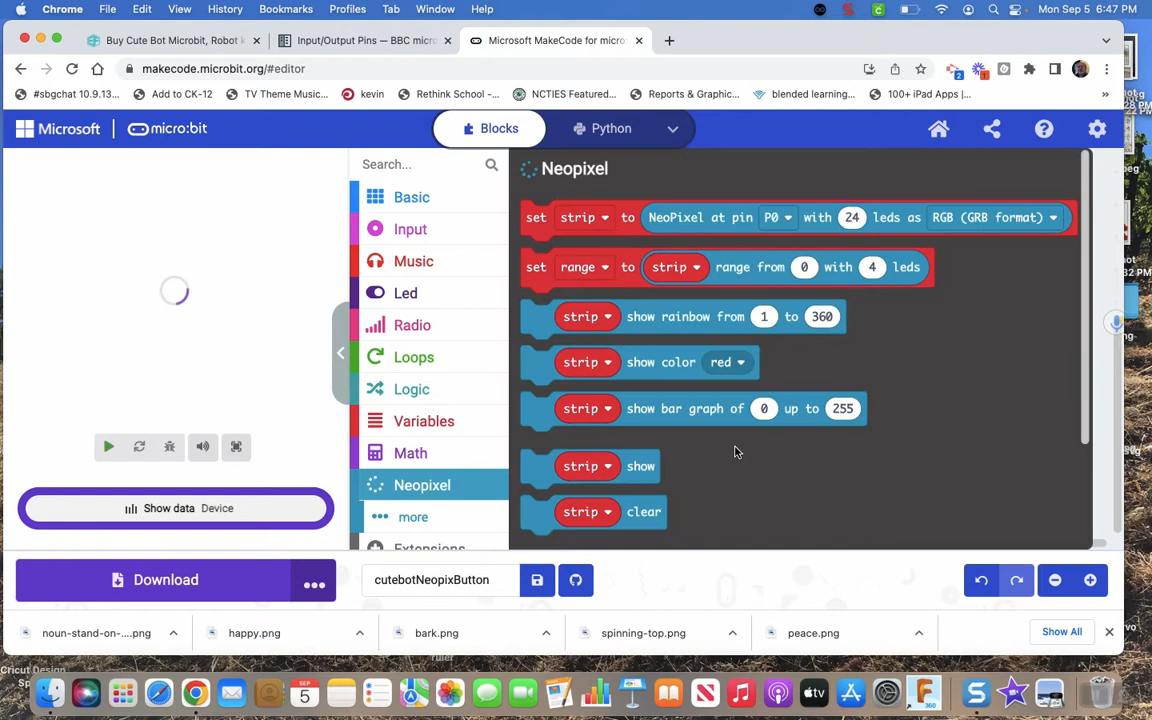 Chrome File Edit View History Bookmarks Profiles Tab Window Help Mon Sep 5 6:47 PM
Buy Cute Bot Microbit, Robot k Input/Output Pins — BBC micr Microsoft MakeCode for micro:
makecode.microbit.org/#editor
#sbgchat 10.9.13... Add to CK-12 TV Theme Music... kevin Rethink School -... NCTIES Featured... Reports & Graphic... blended learning... 100+ iPad Apps |...
Microsoft micro:bit Blocks Python
Search... Neopixel
Basic
set strip to NeoPixel at pin P0 with 24 leds as RGB (GRB format)
Input
Music
set range to strip range from 0 with 4 leds
Led
strip show rainbow from 1 to 360
Radio
Loops
strip show color red
Logic
strip show bar graph of 0 up to 255
Variables
Math
strip show
Neopixel
Show data Device
more
strip clear
Extensions
Download
cutebotNeopixButton
noun-stand-on-....png happy.png bark.png spinning-top.png peace.png Show All
Cricut Design
SEP
5
360
tv